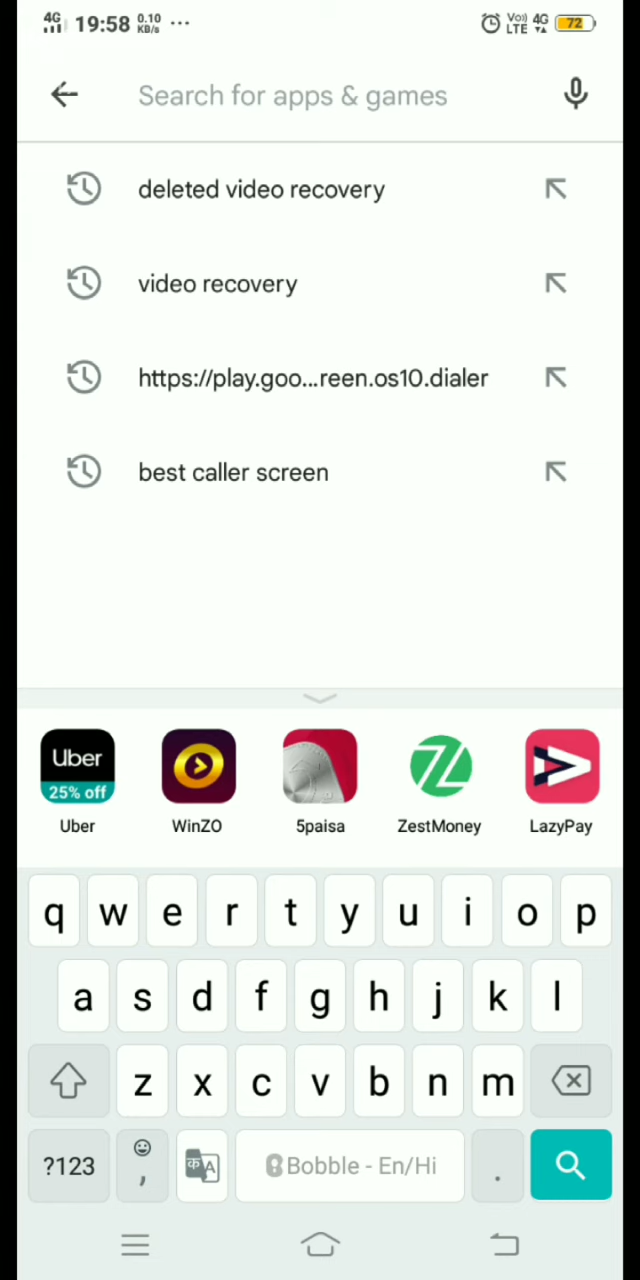 4G 19:58 0.10 KB/s ... Vo)) LTE 4G 72
Search for apps & games
deleted video recovery
video recovery
https://play.goo...reen.os10.dialer
best caller screen
Uber
25% off
Uber WinZO 5paisa ZestMoney LazyPay
q w e r t y u i o p
a s d f g h j k l
z x c v b n m
?123 , क A Bobble - En/Hi .